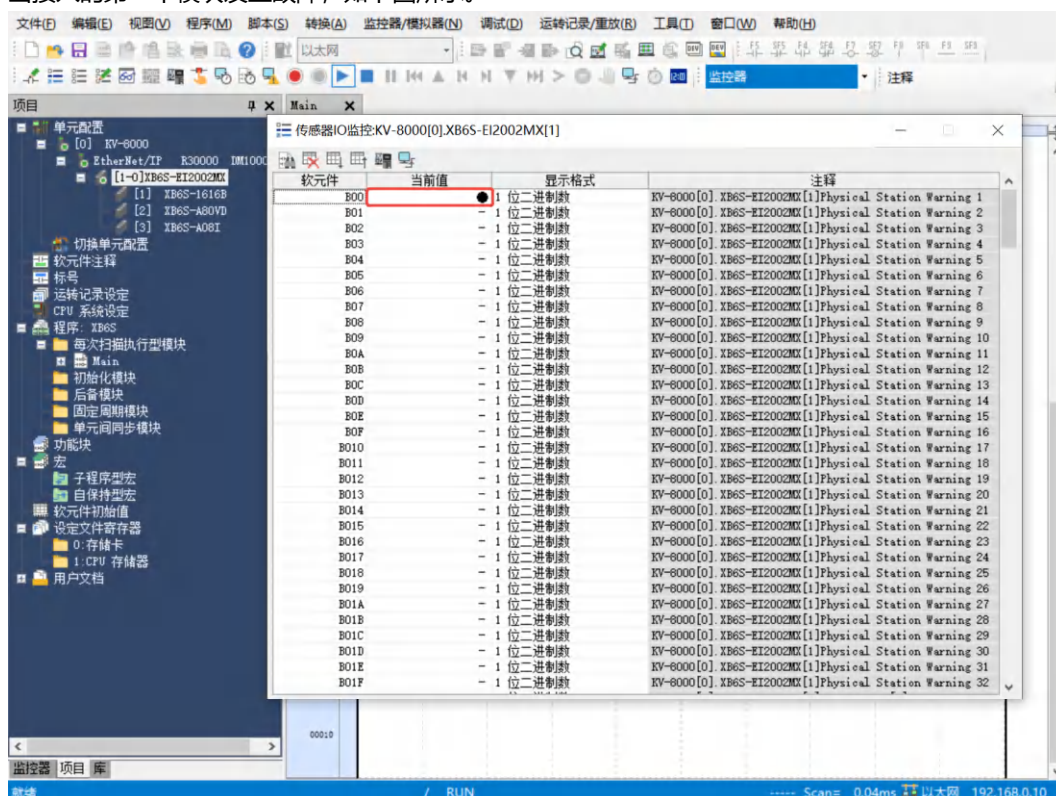 文件(F) 编辑(E) 视图(V) 程序(M) 脚本(S) 转换(A) 监控器/模拟器(N) 调试(D) 运转记录/重放(R) 工具(T) 窗口(W) 帮助(H)
以太网
监控器 注释
项目
Main
单元配置
[0] KV-8000
EtherNet/IP R30000 DM1000
[1-0]XB6S-EI2002MX
[1] XB6S-1616B
[2] XB6S-A80VD
[3] XB6S-A08I
切换单元配置
软元件注释
标号
运转记录设定
CPU 系统设定
程序: XB6S
每次扫描执行型模块
Main
初始化模块
后备模块
固定周期模块
单元间同步模块
功能块
宏
子程序型宏
自保持型宏
软元件初始值
设定文件寄存器
0:存储卡
1:CPU 存储器
用户文档
传感器IO监控:KV-8000[0].XB6S-EI2002MX[1]
软元件 当前值 显示格式 注释
B00 ● 1 位二进制数 KV-8000[0].XB6S-EI2002MX[1]Physical Station Warning 1
B01 - 1 位二进制数 KV-8000[0].XB6S-EI2002MX[1]Physical Station Warning 2
B02 - 1 位二进制数 KV-8000[0].XB6S-EI2002MX[1]Physical Station Warning 3
B03 - 1 位二进制数 KV-8000[0].XB6S-EI2002MX[1]Physical Station Warning 4
B04 - 1 位二进制数 KV-8000[0].XB6S-EI2002MX[1]Physical Station Warning 5
B05 - 1 位二进制数 KV-8000[0].XB6S-EI2002MX[1]Physical Station Warning 6
B06 - 1 位二进制数 KV-8000[0].XB6S-EI2002MX[1]Physical Station Warning 7
B07 - 1 位二进制数 KV-8000[0].XB6S-EI2002MX[1]Physical Station Warning 8
B08 - 1 位二进制数 KV-8000[0].XB6S-EI2002MX[1]Physical Station Warning 9
B09 - 1 位二进制数 KV-8000[0].XB6S-EI2002MX[1]Physical Station Warning 10
B0A - 1 位二进制数 KV-8000[0].XB6S-EI2002MX[1]Physical Station Warning 11
B0B - 1 位二进制数 KV-8000[0].XB6S-EI2002MX[1]Physical Station Warning 12
B0C - 1 位二进制数 KV-8000[0].XB6S-EI2002MX[1]Physical Station Warning 13
B0D - 1 位二进制数 KV-8000[0].XB6S-EI2002MX[1]Physical Station Warning 14
B0E - 1 位二进制数 KV-8000[0].XB6S-EI2002MX[1]Physical Station Warning 15
B0F - 1 位二进制数 KV-8000[0].XB6S-EI2002MX[1]Physical Station Warning 16
B010 - 1 位二进制数 KV-8000[0].XB6S-EI2002MX[1]Physical Station Warning 17
B011 - 1 位二进制数 KV-8000[0].XB6S-EI2002MX[1]Physical Station Warning 18
B012 - 1 位二进制数 KV-8000[0].XB6S-EI2002MX[1]Physical Station Warning 19
B013 - 1 位二进制数 KV-8000[0].XB6S-EI2002MX[1]Physical Station Warning 20
B014 - 1 位二进制数 KV-8000[0].XB6S-EI2002MX[1]Physical Station Warning 21
B015 - 1 位二进制数 KV-8000[0].XB6S-EI2002MX[1]Physical Station Warning 22
B016 - 1 位二进制数 KV-8000[0].XB6S-EI2002MX[1]Physical Station Warning 23
B017 - 1 位二进制数 KV-8000[0].XB6S-EI2002MX[1]Physical Station Warning 24
B018 - 1 位二进制数 KV-8000[0].XB6S-EI2002MX[1]Physical Station Warning 25
B019 - 1 位二进制数 KV-8000[0].XB6S-EI2002MX[1]Physical Station Warning 26
B01A - 1 位二进制数 KV-8000[0].XB6S-EI2002MX[1]Physical Station Warning 27
B01B - 1 位二进制数 KV-8000[0].XB6S-EI2002MX[1]Physical Station Warning 28
B01C - 1 位二进制数 KV-8000[0].XB6S-EI2002MX[1]Physical Station Warning 29
B01D - 1 位二进制数 KV-8000[0].XB6S-EI2002MX[1]Physical Station Warning 30
B01E - 1 位二进制数 KV-8000[0].XB6S-EI2002MX[1]Physical Station Warning 31
B01F - 1 位二进制数 KV-8000[0].XB6S-EI2002MX[1]Physical Station Warning 32
00010
监控器 项目 库
就绪 / RUN ----- Scan= 0.04ms 以太网 192.168.0.10